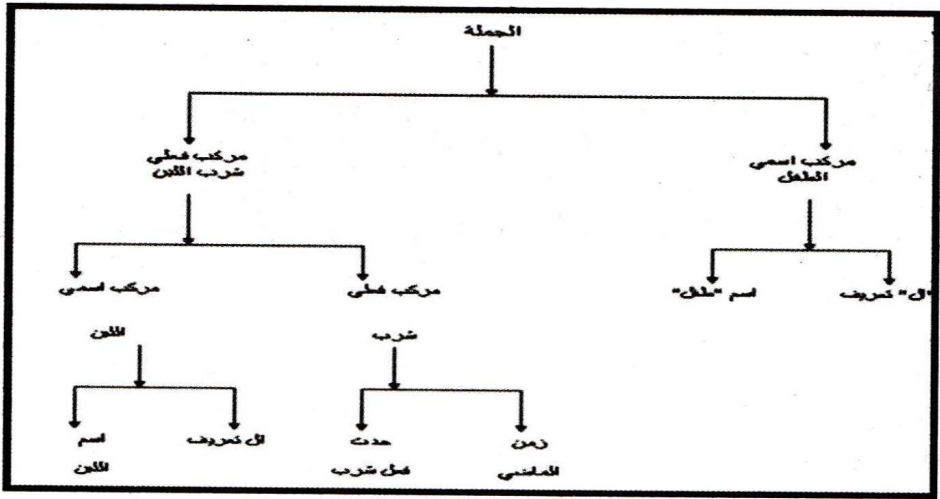 الجملة
مركب اسمي
الطفل
مركب فعلي
شرب اللبن
"ال" تعريف
اسم "طفل"
مركب فعلي
مركب اسمي
شرب
اللبن
زمن
الماضي
حدث
فعل شرب
ال تعريف
اسم
اللبن